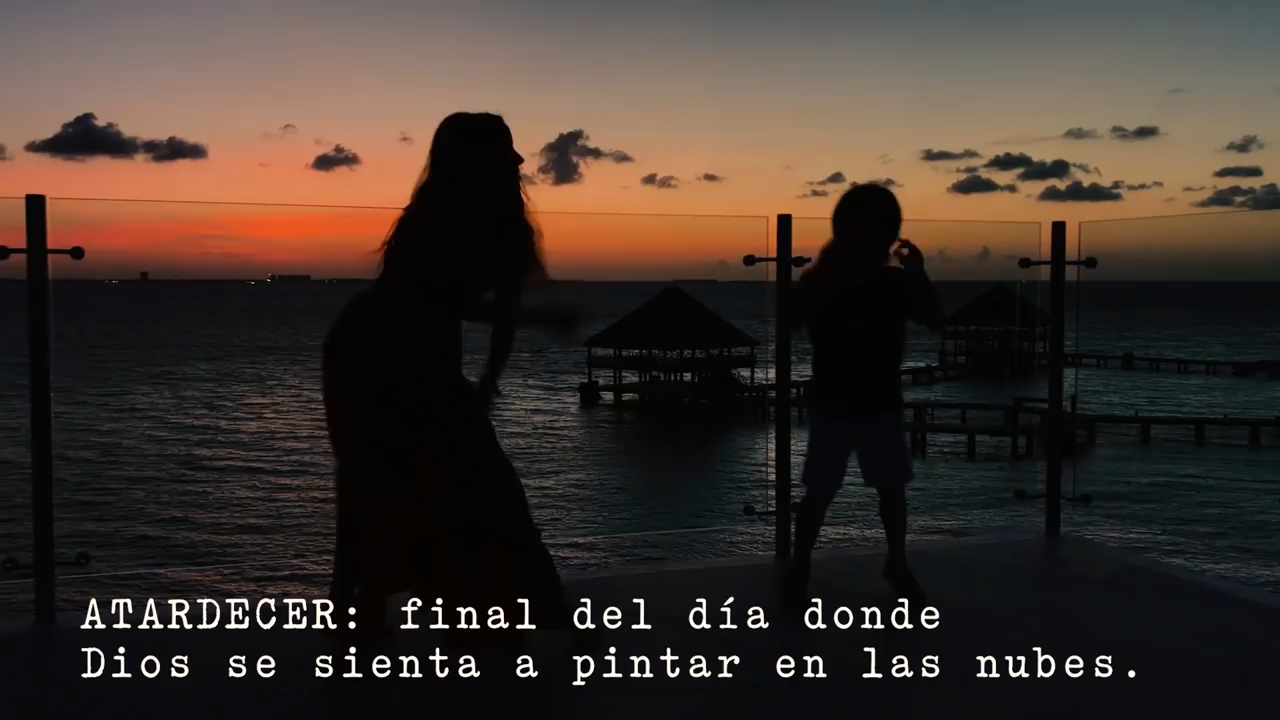 ATARDECER: final del día donde
Dios se sienta a pintar en las nubes.